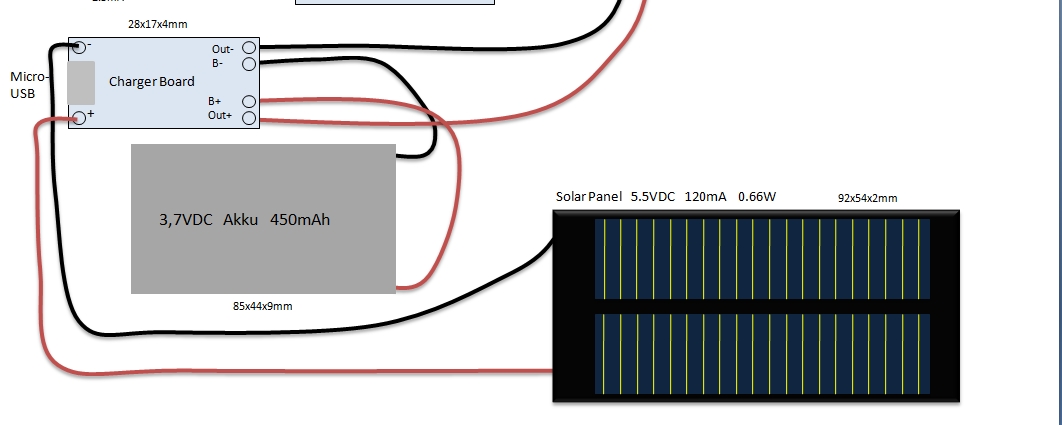 28x17x4mm
Out-
B-
Micro-
USB
Charger Board
B+
Out+
-
+
3,7VDC Akku 450mAh
85x44x9mm
Solar Panel 5.5VDC 120mA 0.66W
92x54x2mm